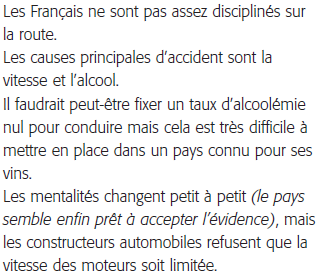 Les Français ne sont pas assez disciplinés sur
la route.
Les causes principales d'accident sont la
vitesse et l'alcool.
Il faudrait peut-être fixer un taux d'alcoolémie
nul pour conduire mais cela est très difficile à
mettre en place dans un pays connu pour ses
vins.
Les mentalités changent petit à petit (le pays
semble enfin prêt à accepter l'évidence), mais
les constructeurs automobiles refusent que la
vitesse des moteurs soit limitée.